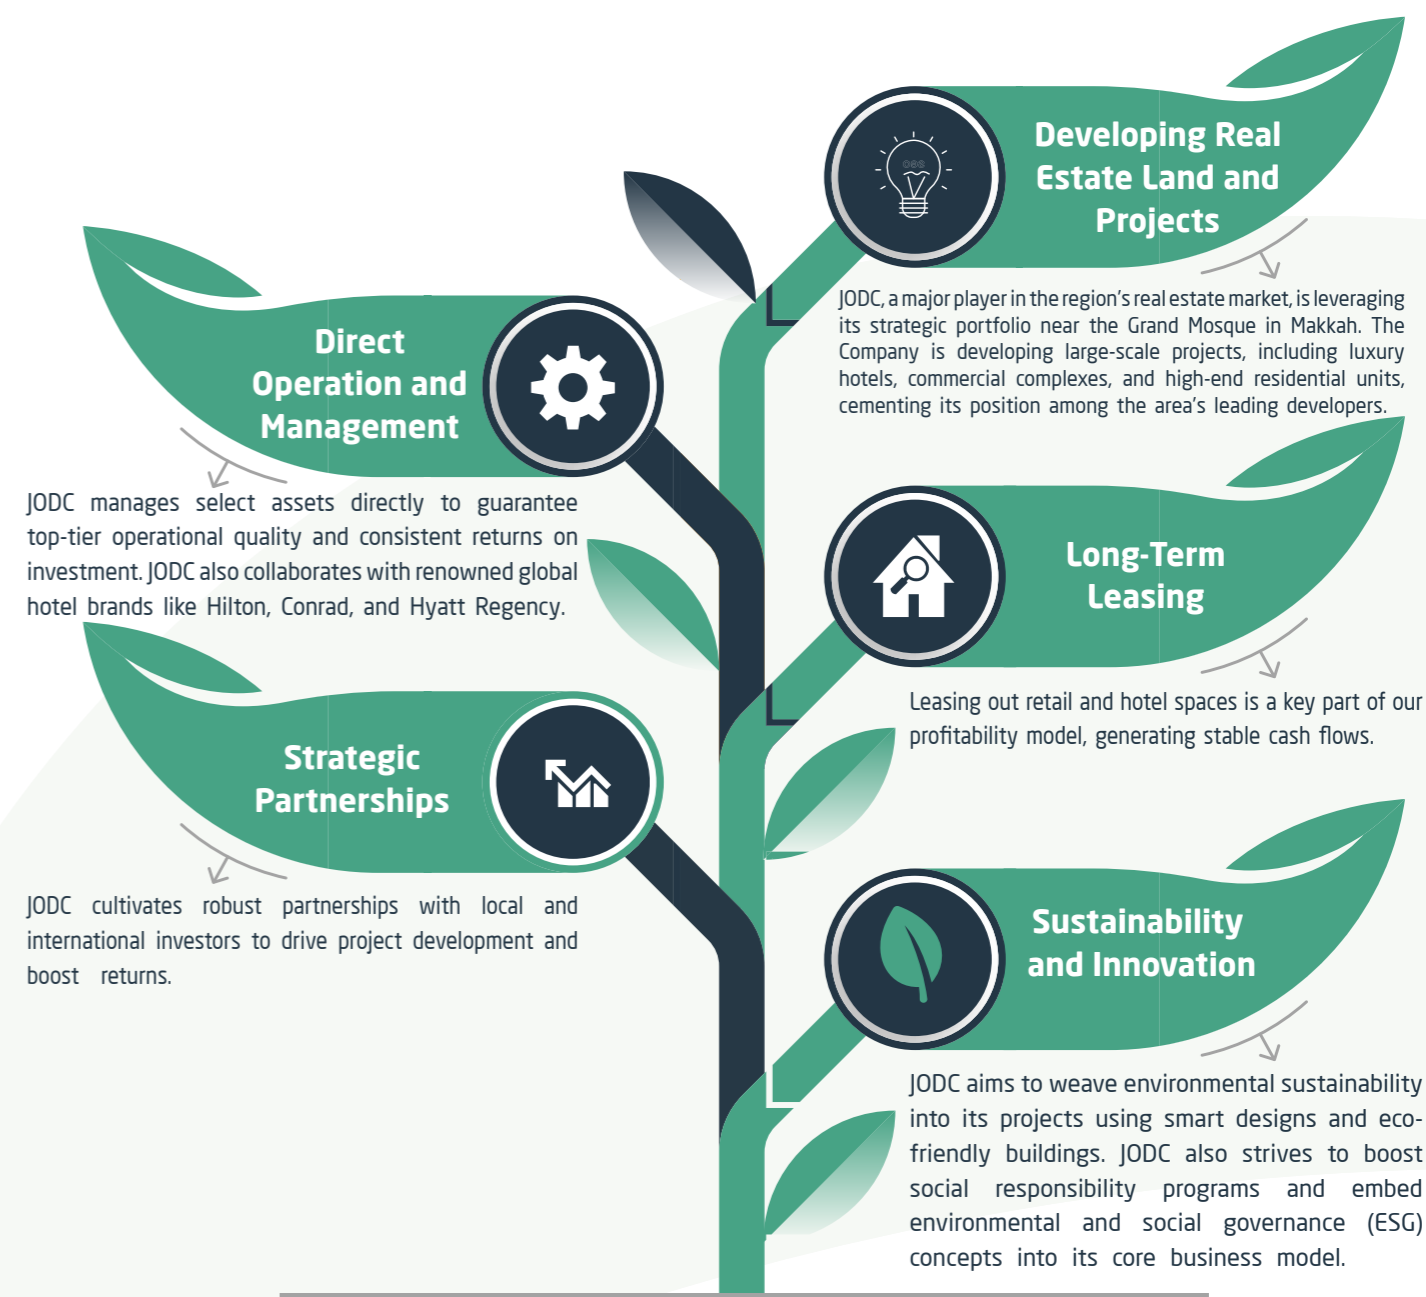 Developing Real
Estate Land and
Projects
JODC, a major player in the region's real estate market, is leveraging
its strategic portfolio near the Grand Mosque in Makkah. The
Company is developing large-scale projects, including luxury
hotels, commercial complexes, and high-end residential units,
cementing its position among the area's leading developers.
Direct
Operation and
Management
JODC manages select assets directly to guarantee
top-tier operational quality and consistent returns on
investment. JODC also collaborates with renowned global
hotel brands like Hilton, Conrad, and Hyatt Regency.
Long-Term
Leasing
Leasing out retail and hotel spaces is a key part of our
profitability model, generating stable cash flows.
Strategic
Partnerships
JODC cultivates robust partnerships with local and
international investors to drive project development and
boost returns.
Sustainability
and Innovation
JODC aims to weave environmental sustainability
into its projects using smart designs and eco-
friendly buildings. JODC also strives to boost
social responsibility programs and embed
environmental and social governance (ESG)
concepts into its core business model.